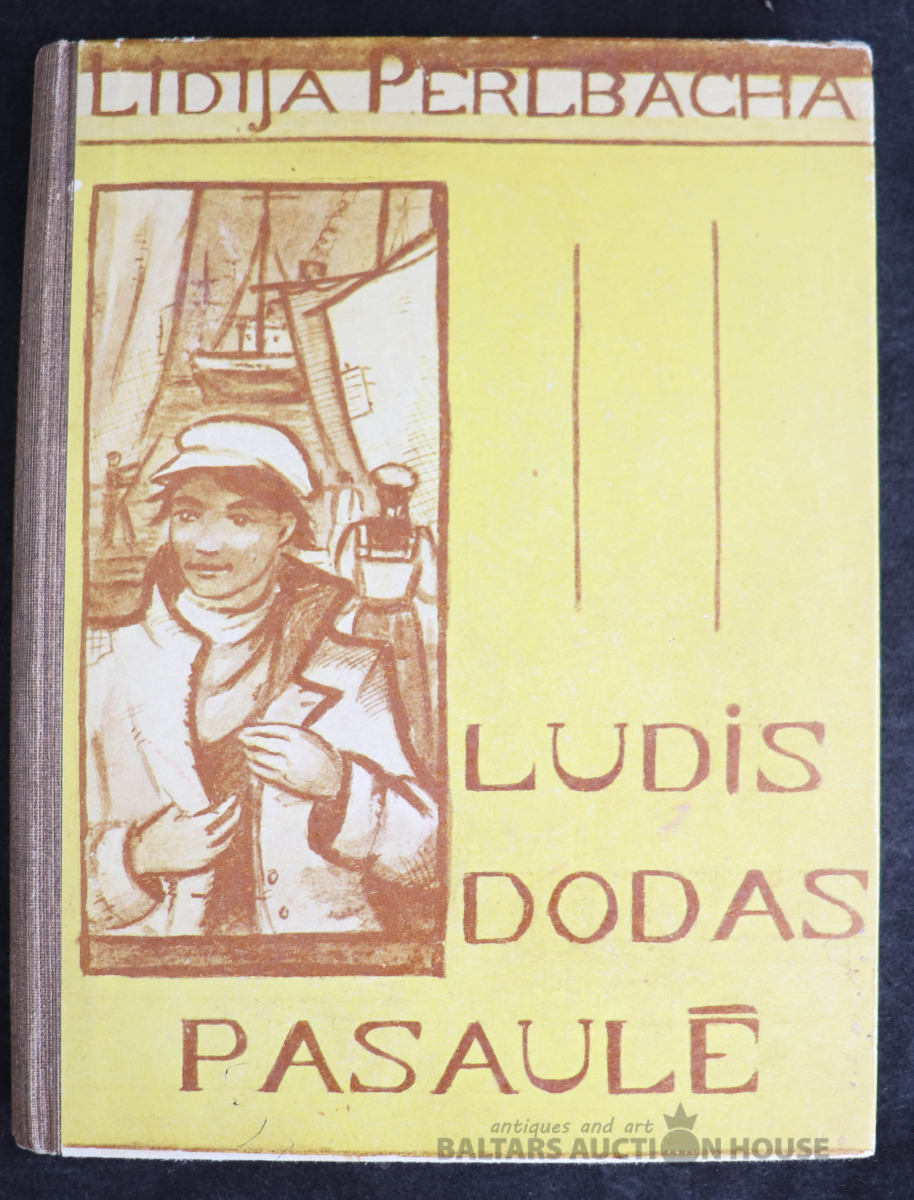 LIDIJA PERLBACHA
LUDIS
DODAS
PASAULĒ
antiques and art
BALTARS AUCTION HOUSE